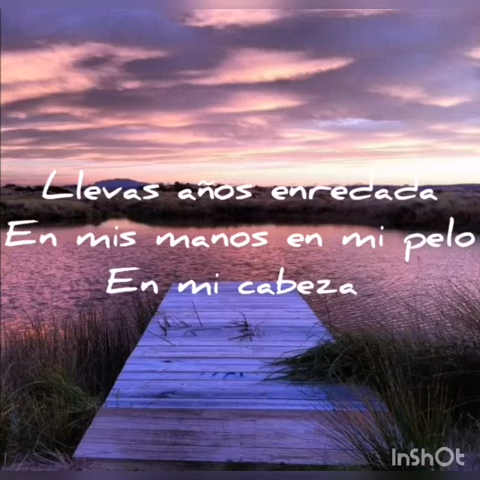 Llevas años enredada
En mis manos en mi pelo
En mi cabeza
InShOt